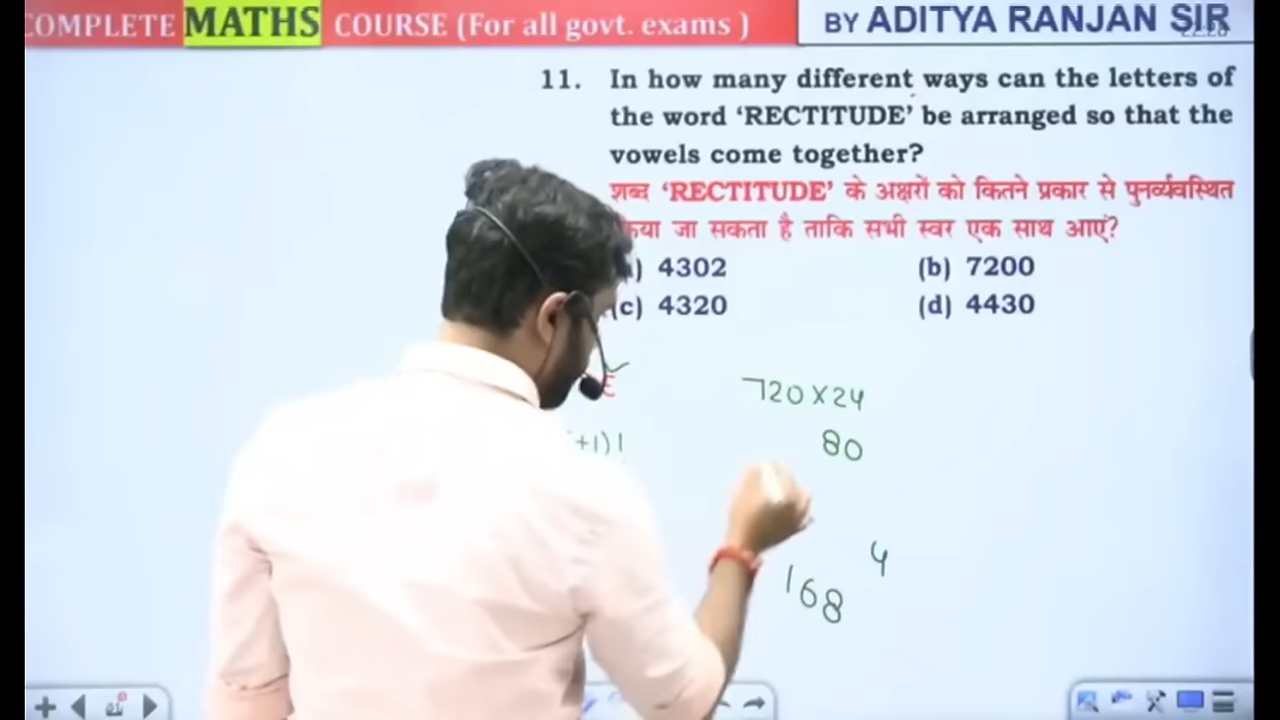 COMPLETE MATHS COURSE (For all govt. exams )
BY ADITYA RANJAN SIR
11. In how many different ways can the letters of
the word ‘RECTITUDE’ be arranged so that the
vowels come together?
शब्द ‘RECTITUDE’ के अक्षरों को कितने प्रकार से पुनर्व्यवस्थित
किया जा सकता है ताकि सभी स्वर एक साथ आएं?
) 4302 (b) 7200
(c) 4320 (d) 4430
E
720×24
+1)!
80
4
168